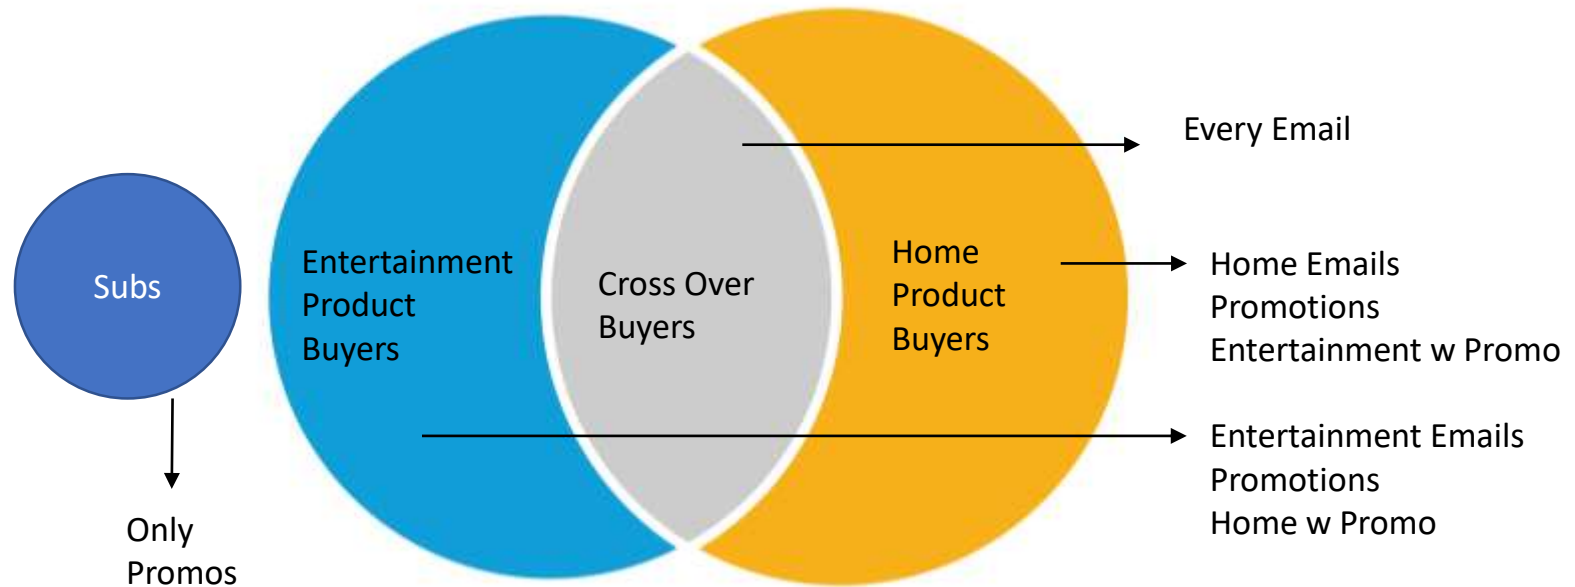 Subs
Only
Promos
Entertainment
Product
Buyers
Cross Over
Buyers
Home
Product
Buyers
Every Email
Home Emails
Promotions
Entertainment w Promo
Entertainment Emails
Promotions
Home w Promo